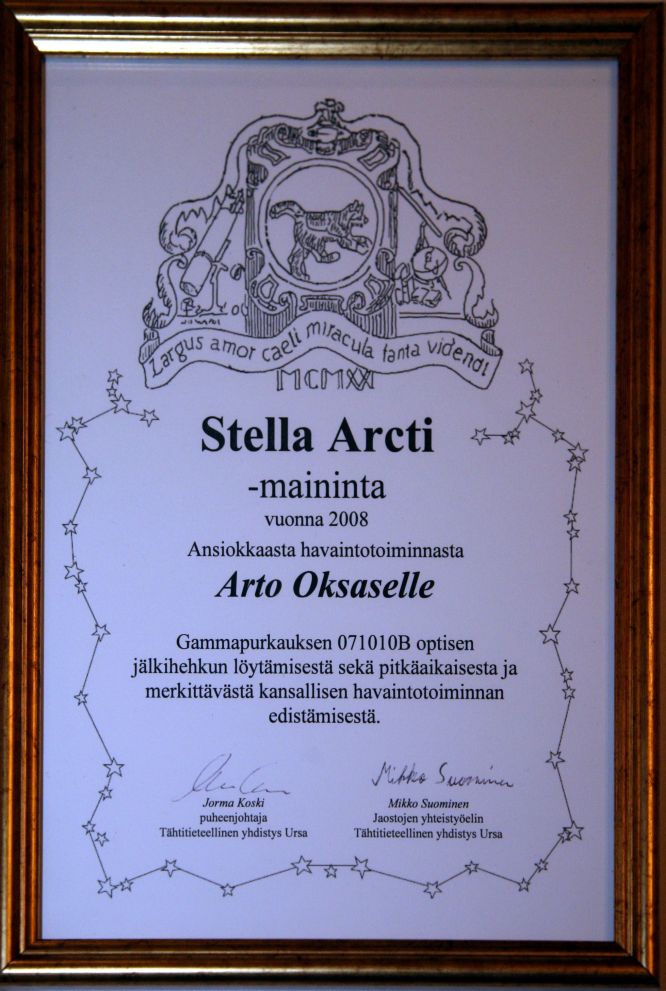 Largus amor caeli miracula tanta videndi
MCMXXI
Stella Arcti
-maininta
vuonna 2008
Ansiokkaasta havaintotoiminnasta
Arto Oksaselle
Gammapurkauksen 071010B optisen
jälkihehkun löytämisestä sekä pitkäaikaisesta ja
merkittävästä kansallisen havaintotoiminnan
edistämisestä.
Mikko Suominen
Jorma Koski
puheenjohtaja
Tähtitieteellinen yhdistys Ursa
Mikko Suominen
Jaostojen yhteistyöelin
Tähtitieteellinen yhdistys Ursa